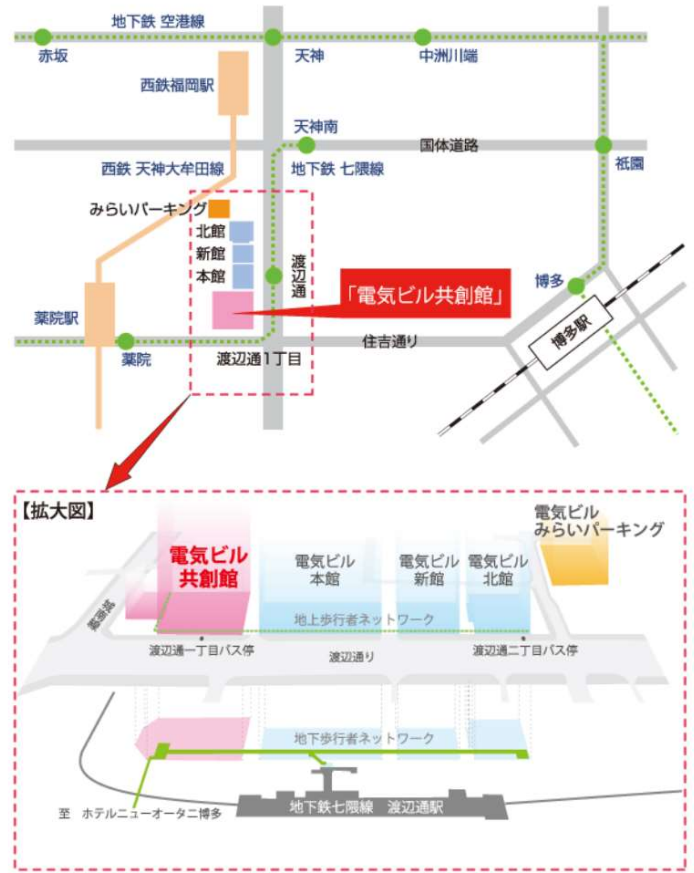 地下鉄 空港線
赤坂
天神
中洲川端
西鉄福岡駅
天神南
国体道路
祇園
西鉄 天神大牟田線
地下鉄 七隈線
みらいパーキング
北館
新館
本館
渡辺通
「電気ビル共創館」
博多
博多駅
薬院駅
薬院
渡辺通1丁目
住吉通り
【拡大図】
電気ビル
みらいパーキング
電気ビル
共創館
電気ビル
本館
電気ビル
新館
電気ビル
北館
地上歩行者ネットワーク
渡辺通一丁目バス停
渡辺通り
渡辺通二丁目バス停
地下歩行者ネットワーク
至 ホテルニューオータニ博多
地下鉄七隈線 渡辺通駅